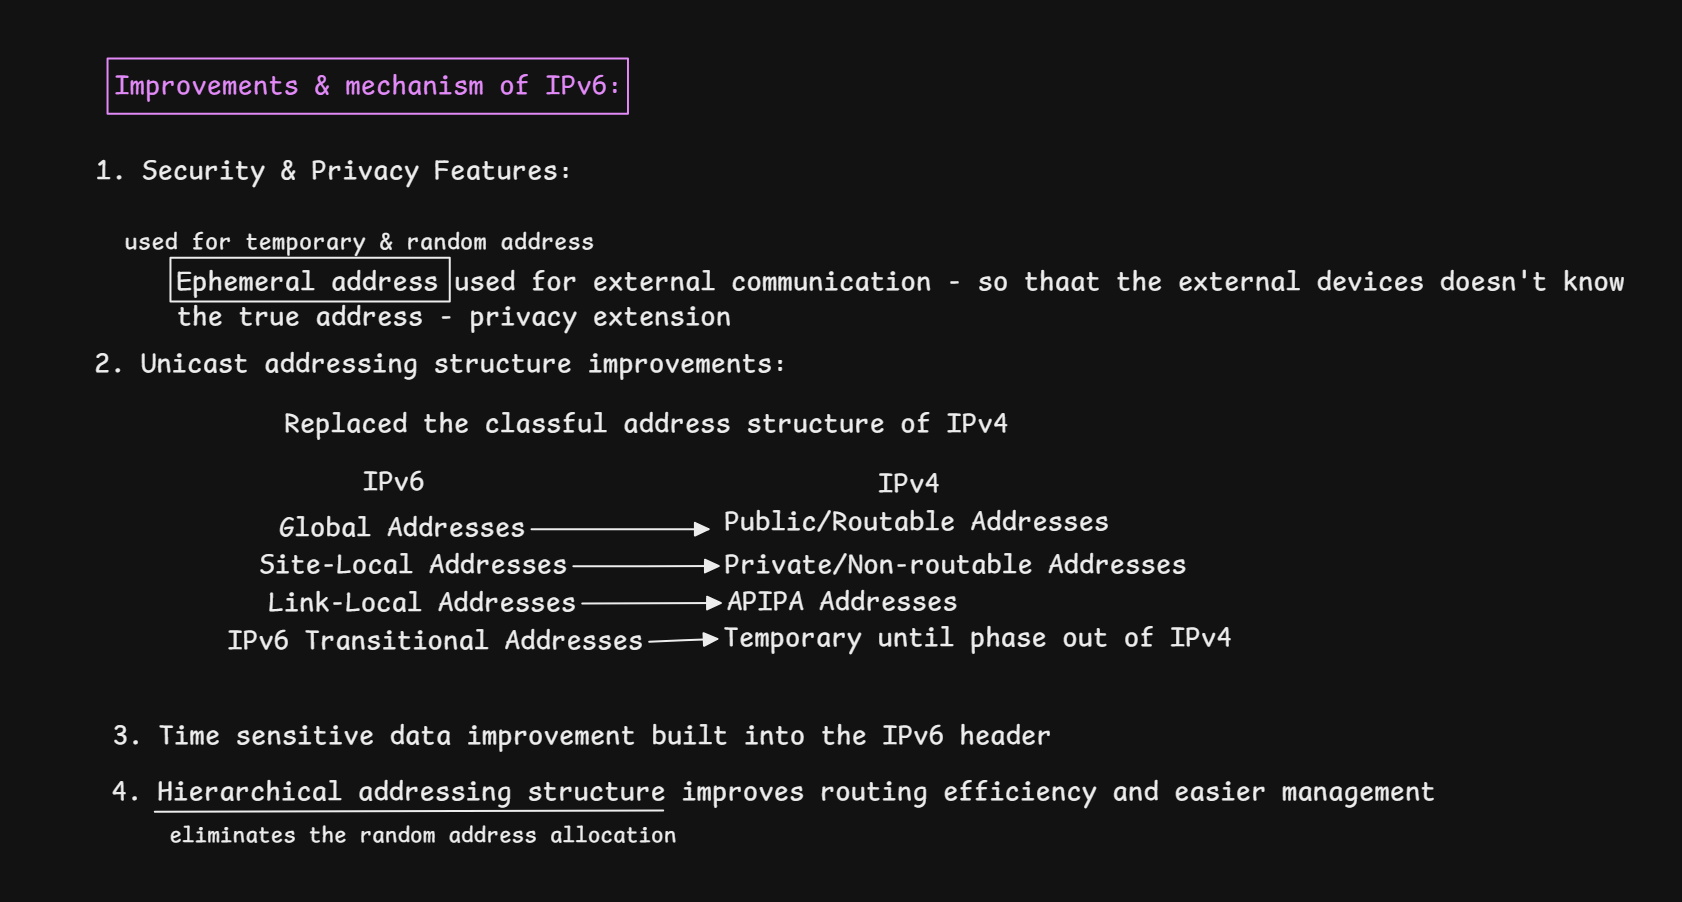 Improvements & mechanism of IPv6:
1. Security & Privacy Features:
used for temporary & random address
Ephemeral address used for external communication - so thaat the external devices doesn't know
the true address - privacy extension
2. Unicast addressing structure improvements:
Replaced the classful address structure of IPv4
IPv6 IPv4
Global Addresses Public/Routable Addresses
Site-Local Addresses Private/Non-routable Addresses
Link-Local Addresses APIPA Addresses
IPv6 Transitional Addresses Temporary until phase out of IPv4
3. Time sensitive data improvement built into the IPv6 header
4. Hierarchical addressing structure improves routing efficiency and easier management
eliminates the random address allocation